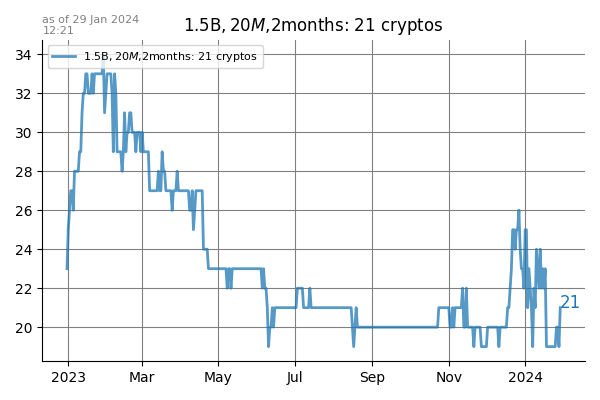 as of 29 Jan 2024
12:21
1.5B, 20M,2months: 21 cryptos
1.5B, 20M,2months: 21 cryptos
34
32
30
28
26
24
22
20
21
2023
Mar
May
Jul
Sep
Nov
2024